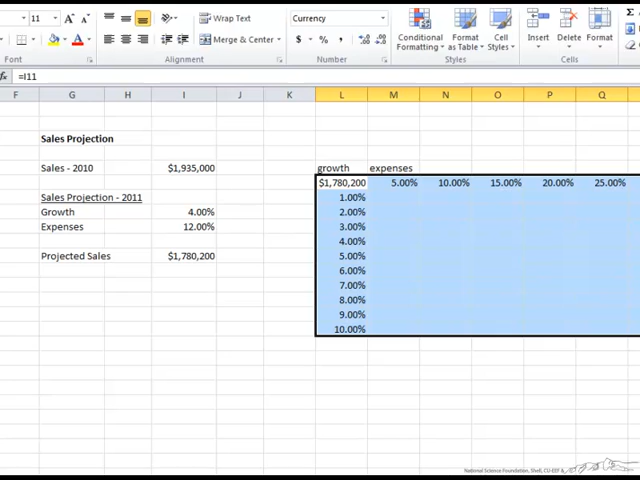 11 Wrap Text Currency
Merge & Center $ % , Conditional Formatting Format as Table Cell Styles Insert Delete Format
Font Alignment Number Styles Cells
=I11
F G H I J K L M N O P Q
Sales Projection
Sales - 2010 $1,935,000 growth expenses
$1,780,200 5.00% 10.00% 15.00% 20.00% 25.00%
Sales Projection - 2011 1.00%
Growth 4.00% 2.00%
Expenses 12.00% 3.00%
4.00%
Projected Sales $1,780,200 5.00%
6.00%
7.00%
8.00%
9.00%
10.00%
National Science Foundation, Shell, CU-EEF &